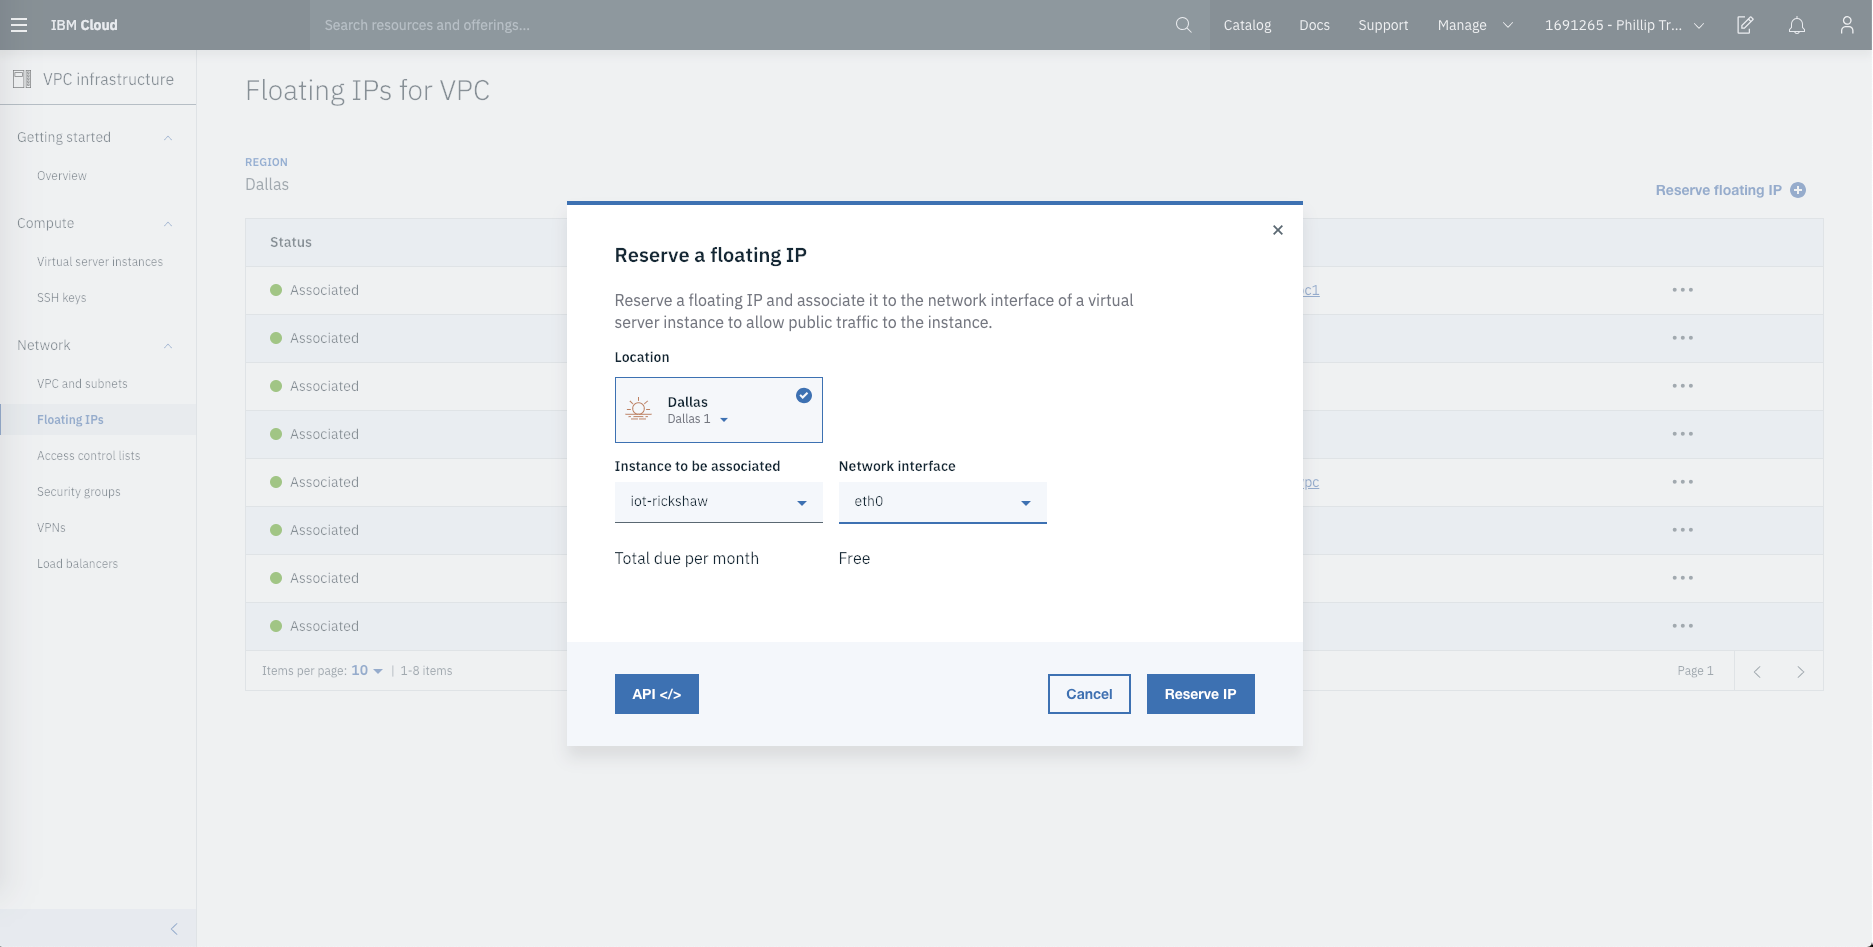 IBM Cloud
Search resources and offerings...
Catalog
Docs
Support
Manage
1691265 - Phillip Tr...
VPC infrastructure
Getting started
Overview
Compute
Virtual server instances
SSH keys
Network
VPC and subnets
Floating IPs
Access control lists
Security groups
VPNs
Load balancers
Floating IPs for VPC
REGION
Dallas
Reserve floating IP
Status
Associated
Associated
Associated
Associated
Associated
Associated
Associated
Associated
Items per page: 10 | 1-8 items
Page 1
Reserve a floating IP
Reserve a floating IP and associate it to the network interface of a virtual
server instance to allow public traffic to the instance.
Location
Dallas
Dallas 1
Instance to be associated
Network interface
iot-rickshaw
eth0
Total due per month
Free
API </>
Cancel
Reserve IP